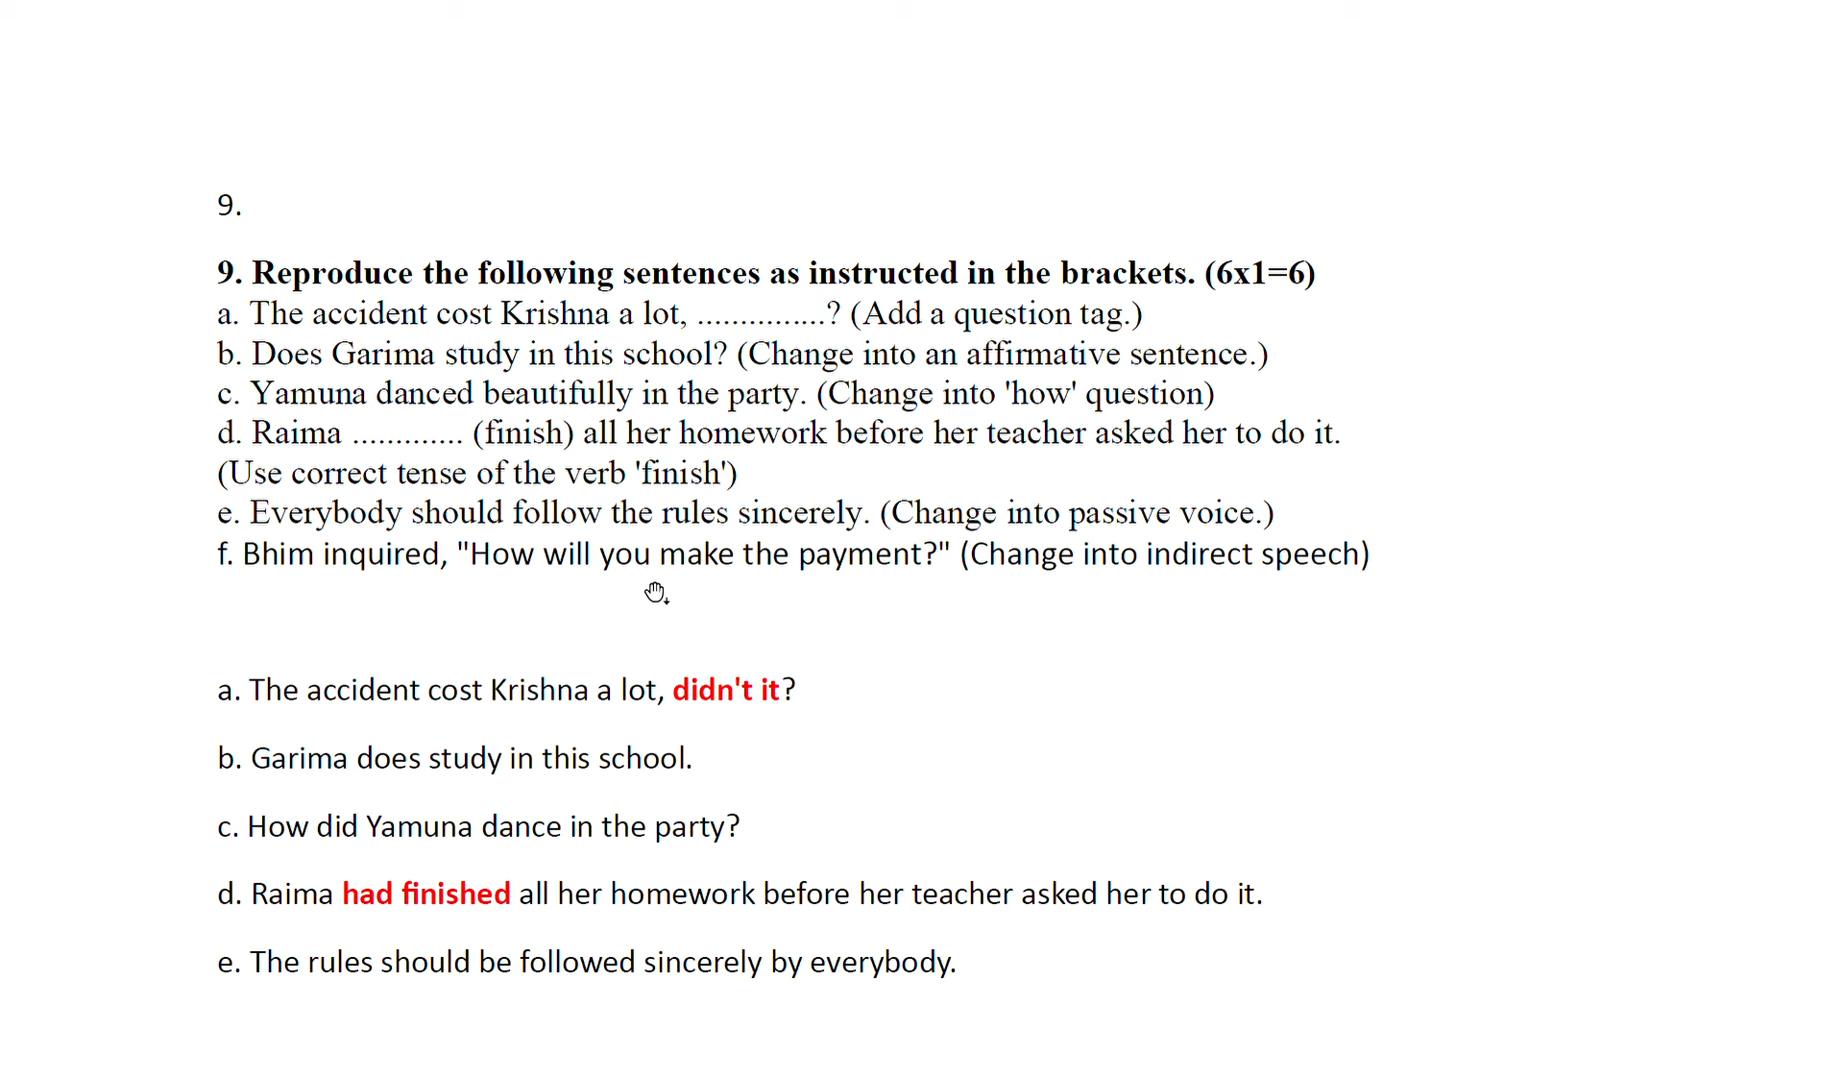 9.
9. Reproduce the following sentences as instructed in the brackets. (6x1=6)
a. The accident cost Krishna a lot, ...............? (Add a question tag.)
b. Does Garima study in this school? (Change into an affirmative sentence.)
c. Yamuna danced beautifully in the party. (Change into 'how' question)
d. Raima ............. (finish) all her homework before her teacher asked her to do it.
(Use correct tense of the verb 'finish')
e. Everybody should follow the rules sincerely. (Change into passive voice.)
f. Bhim inquired, "How will you make the payment?" (Change into indirect speech)
a. The accident cost Krishna a lot, didn't it?
b. Garima does study in this school.
c. How did Yamuna dance in the party?
d. Raima had finished all her homework before her teacher asked her to do it.
e. The rules should be followed sincerely by everybody.